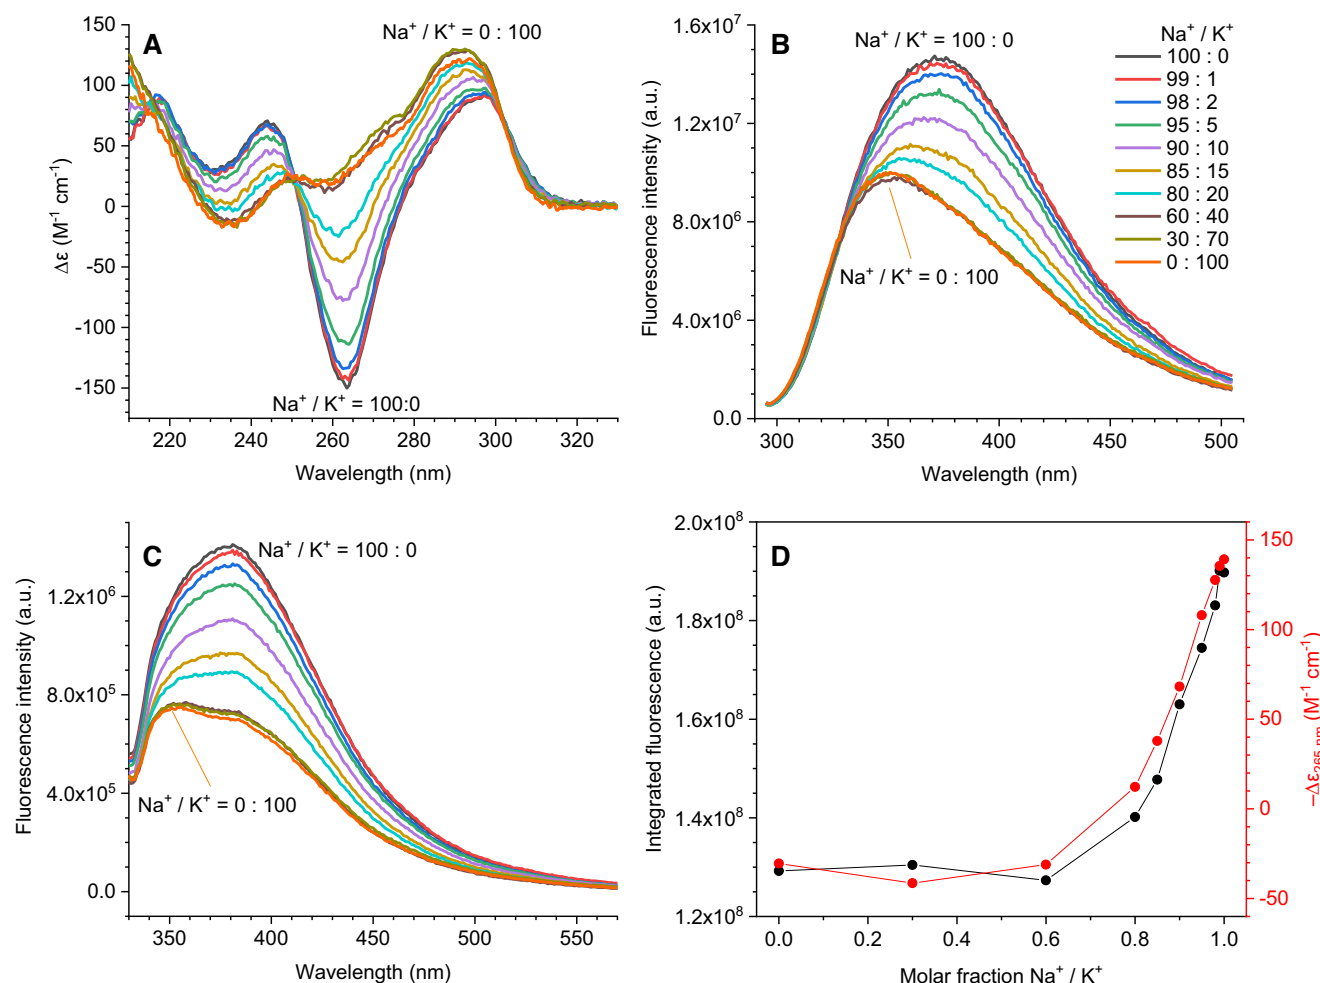 A
Na⁺ / K⁺ = 0 : 100
150
100
50
0
-50
-100
-150
Δε (M⁻¹ cm⁻¹)
Na⁺ / K⁺ = 100:0
220 240 260 280 300 320
Wavelength (nm)
B
Na⁺ / K⁺ = 100 : 0
1.6x10⁷
1.2x10⁷
8.0x10⁶
4.0x10⁶
0.0
Fluorescence intensity (a.u.)
Na⁺ / K⁺ = 0 : 100
Na⁺ / K⁺
100 : 0
99 : 1
98 : 2
95 : 5
90 : 10
85 : 15
80 : 20
60 : 40
30 : 70
0 : 100
300 350 400 450 500
Wavelength (nm)
C
Na⁺ / K⁺ = 100 : 0
1.2x10⁶
8.0x10⁵
4.0x10⁵
0.0
Fluorescence intensity (a.u.)
Na⁺ / K⁺ = 0 : 100
350 400 450 500 550
Wavelength (nm)
D
2.0x10⁸
1.8x10⁸
1.6x10⁸
1.4x10⁸
1.2x10⁸
Integrated fluorescence (a.u.)
150
100
50
0
-50
−Δε₂₆₅ ₙₘ (M⁻¹ cm⁻¹)
0.0 0.2 0.4 0.6 0.8 1.0
Molar fraction Na⁺ / K⁺